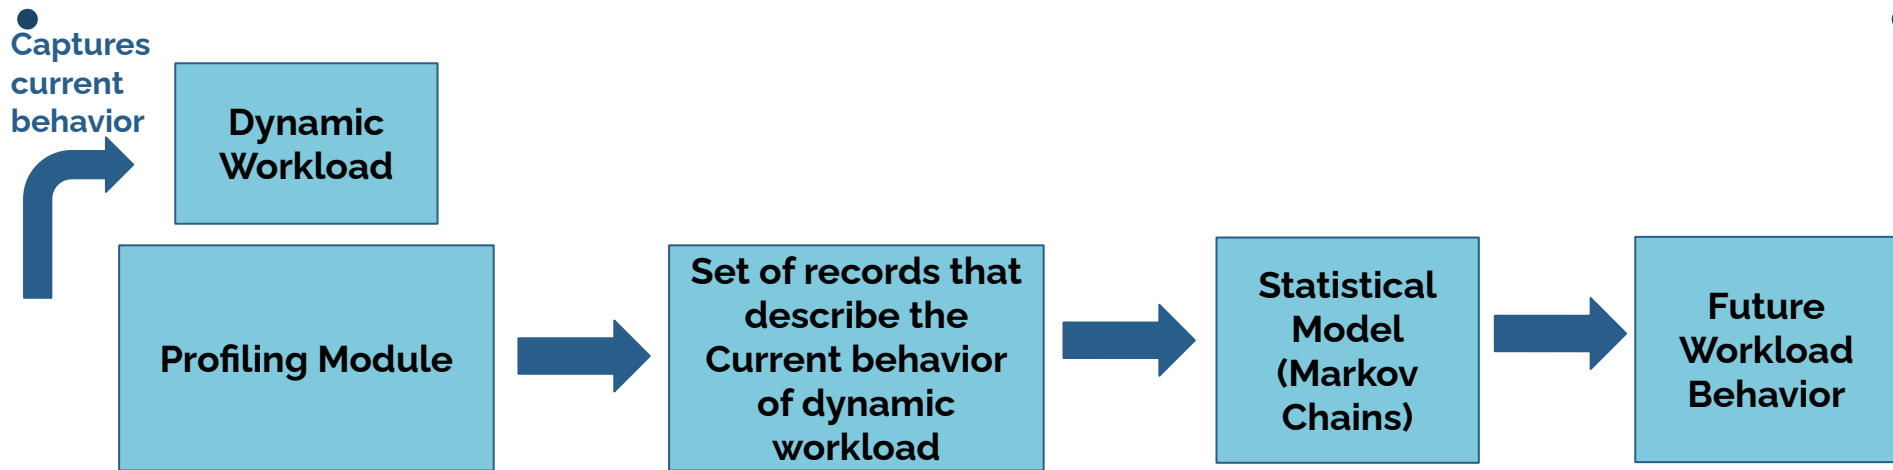 Captures
current
behavior
Dynamic
Workload
Profiling Module
Set of records that
describe the
Current behavior
of dynamic
workload
Statistical
Model
(Markov
Chains)
Future
Workload
Behavior